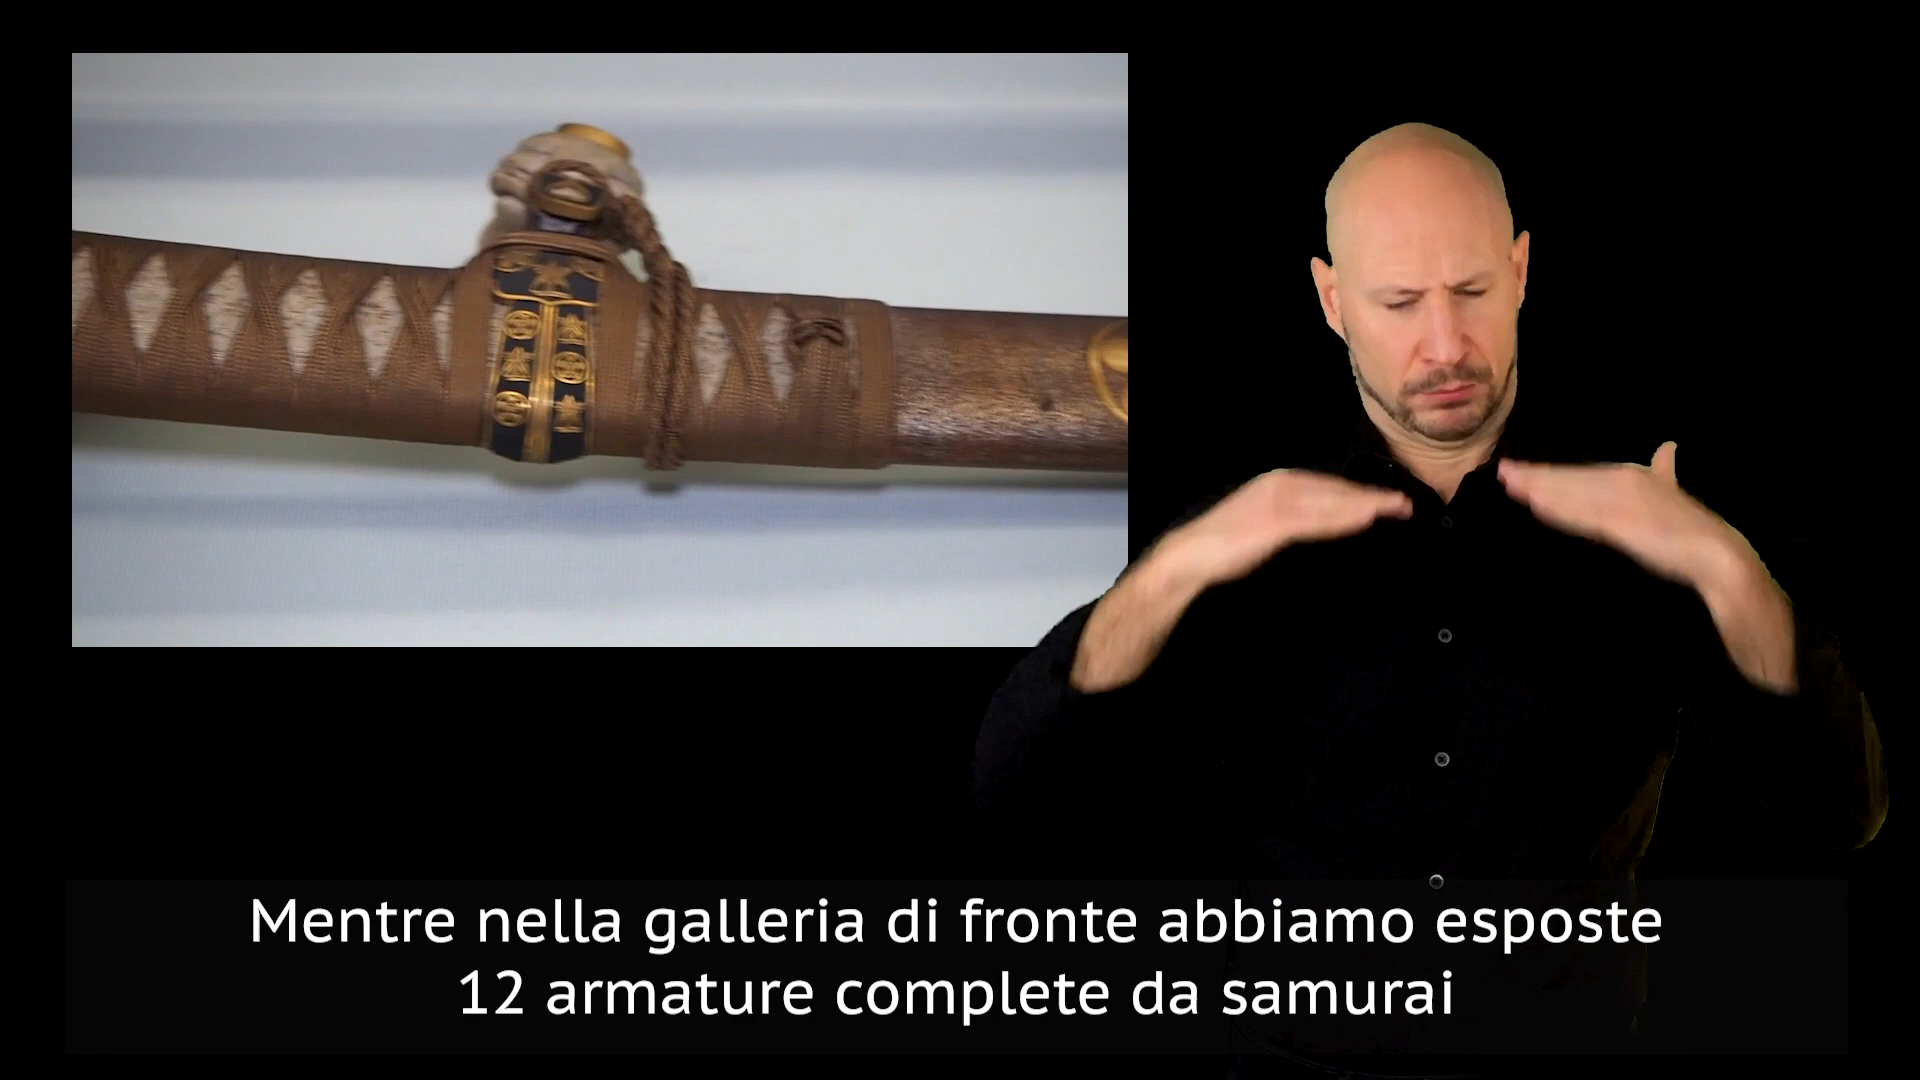 Mentre nella galleria di fronte abbiamo esposte
12 armature complete da samurai